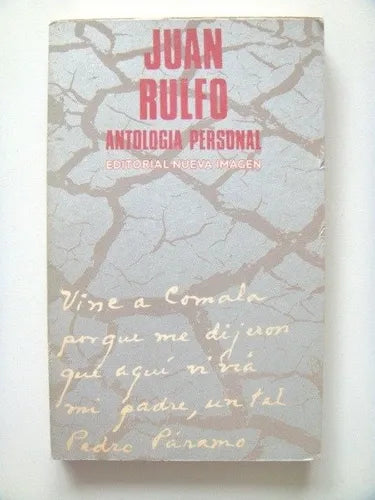 JUAN
RULFO
ANTOLOGIA PERSONAL
EDITORIAL NUEVA IMAGEN
Vine a Comala
porque me dijeron
que aquí vivía
mi padre, un tal
Pedro Páramo